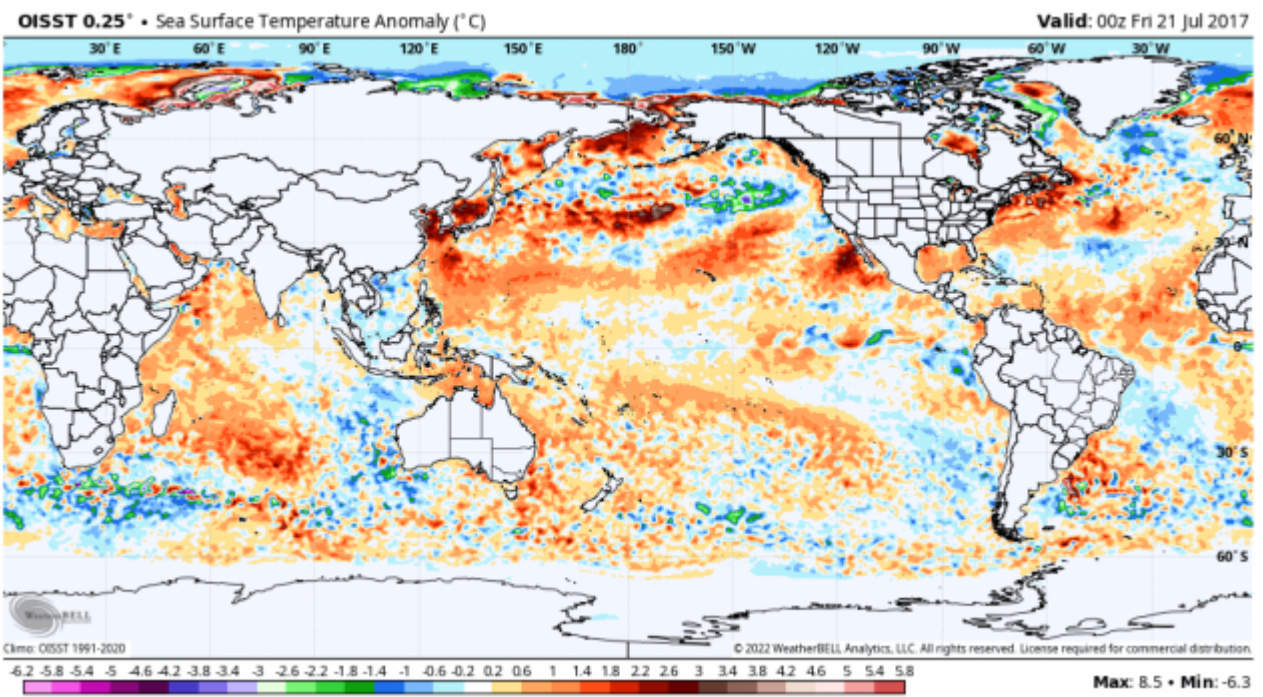 OISST 0.25° • Sea Surface Temperature Anomaly (°C) Valid: 00z Fri 21 Jul 2017
30°E 60°E 90°E 120°E 150°E 180° 150°W 120°W 90°W 60°W 30°W
60°N
30°N
0°
30°S
60°S
WEATHERBELL
Climo: OISST 1991-2020 © 2022 WeatherBELL Analytics, LLC. All rights reserved. License required for commercial distribution.
-6.2 -5.8 -5.4 -5 -4.6 -4.2 -3.8 -3.4 -3 -2.6 -2.2 -1.8 -1.4 -1 -0.6 -0.2 0.2 0.6 1 1.4 1.8 2.2 2.6 3 3.4 3.8 4.2 4.6 5 5.4 5.8
Max: 8.5 • Min: -6.3